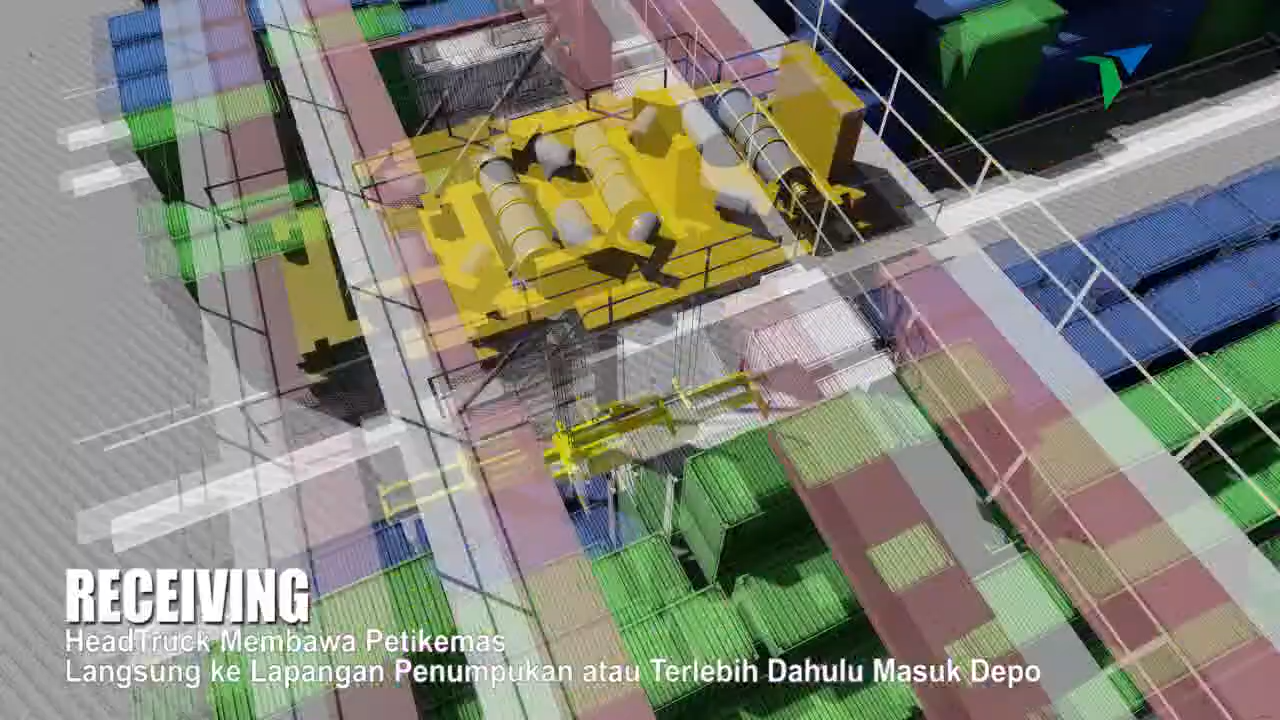 RECEIVING
HeadTruck Membawa Petikemas
Langsung ke Lapangan Penumpukan atau Terlebih Dahulu Masuk Depo